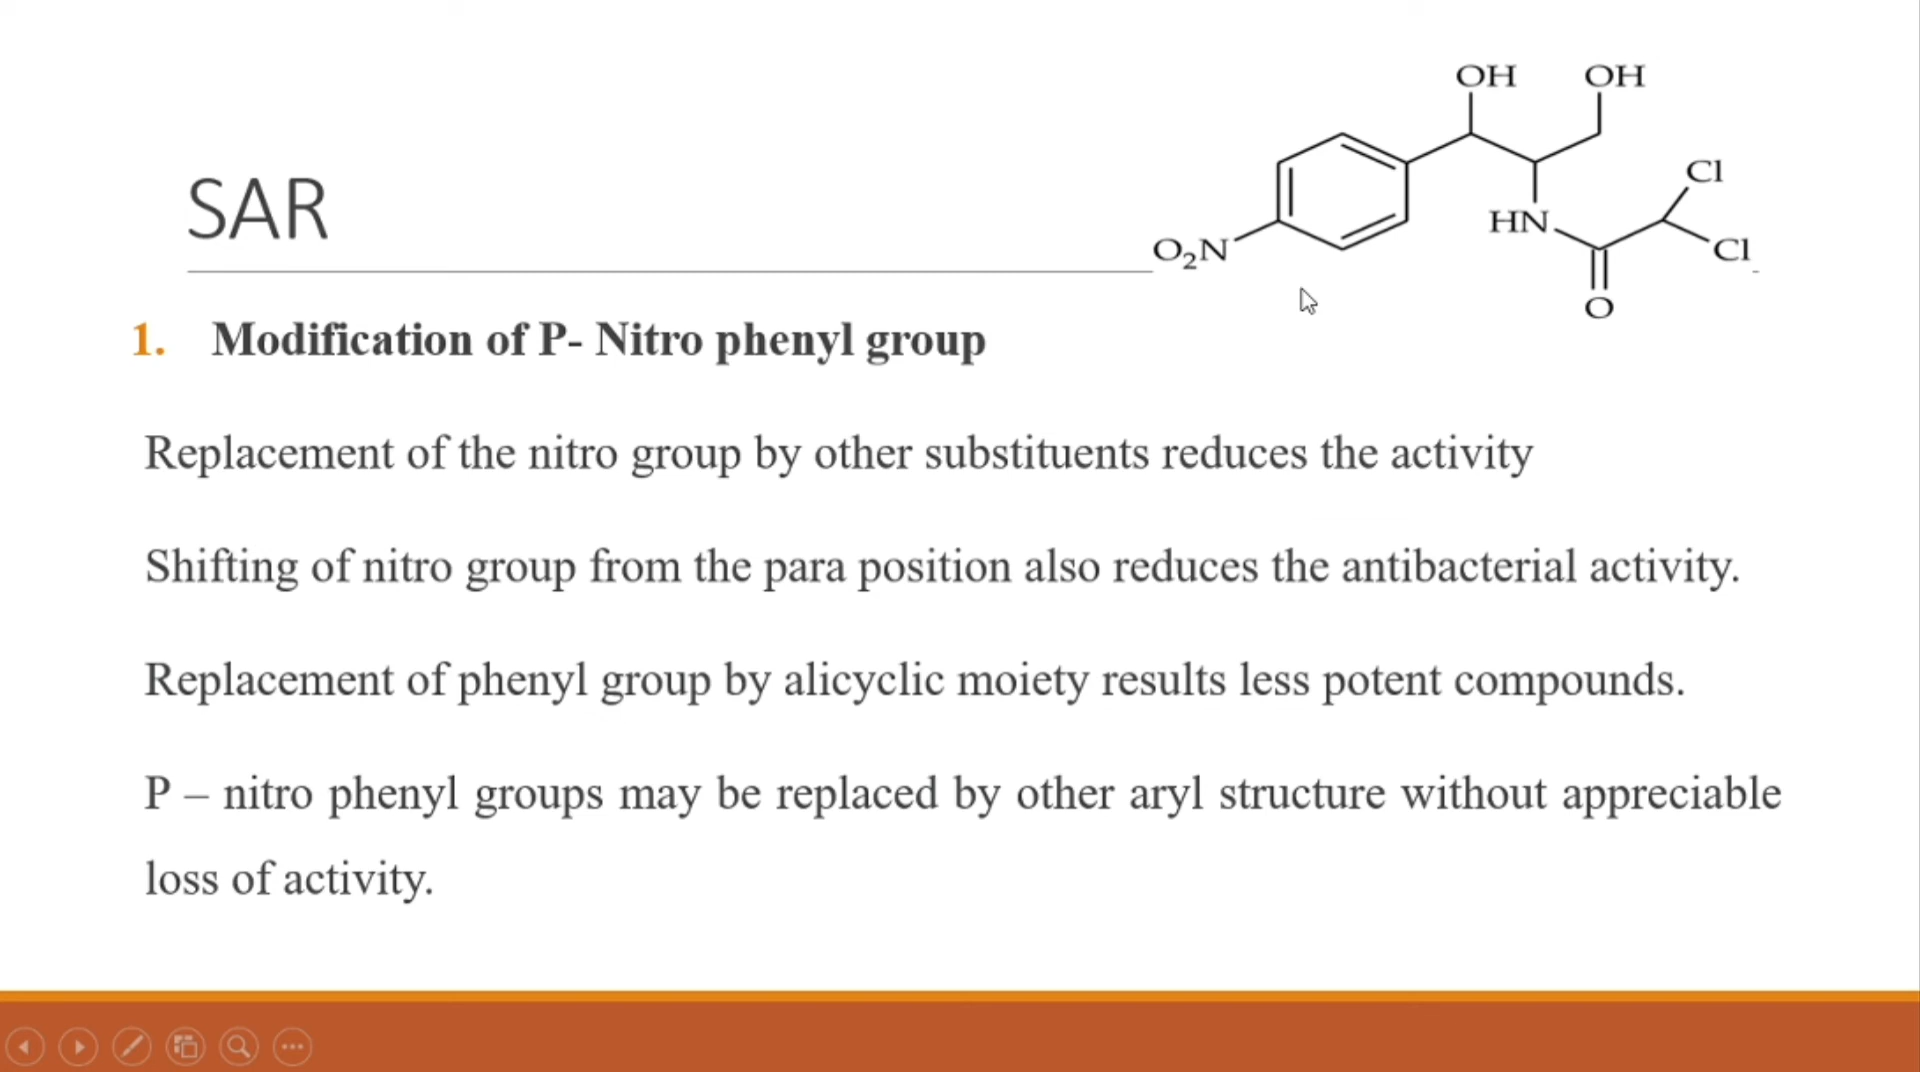 OH OH
Cl
SAR
HN
O₂N
Cl
O
1. Modification of P- Nitro phenyl group
Replacement of the nitro group by other substituents reduces the activity
Shifting of nitro group from the para position also reduces the antibacterial activity.
Replacement of phenyl group by alicyclic moiety results less potent compounds.
P – nitro phenyl groups may be replaced by other aryl structure without appreciable
loss of activity.